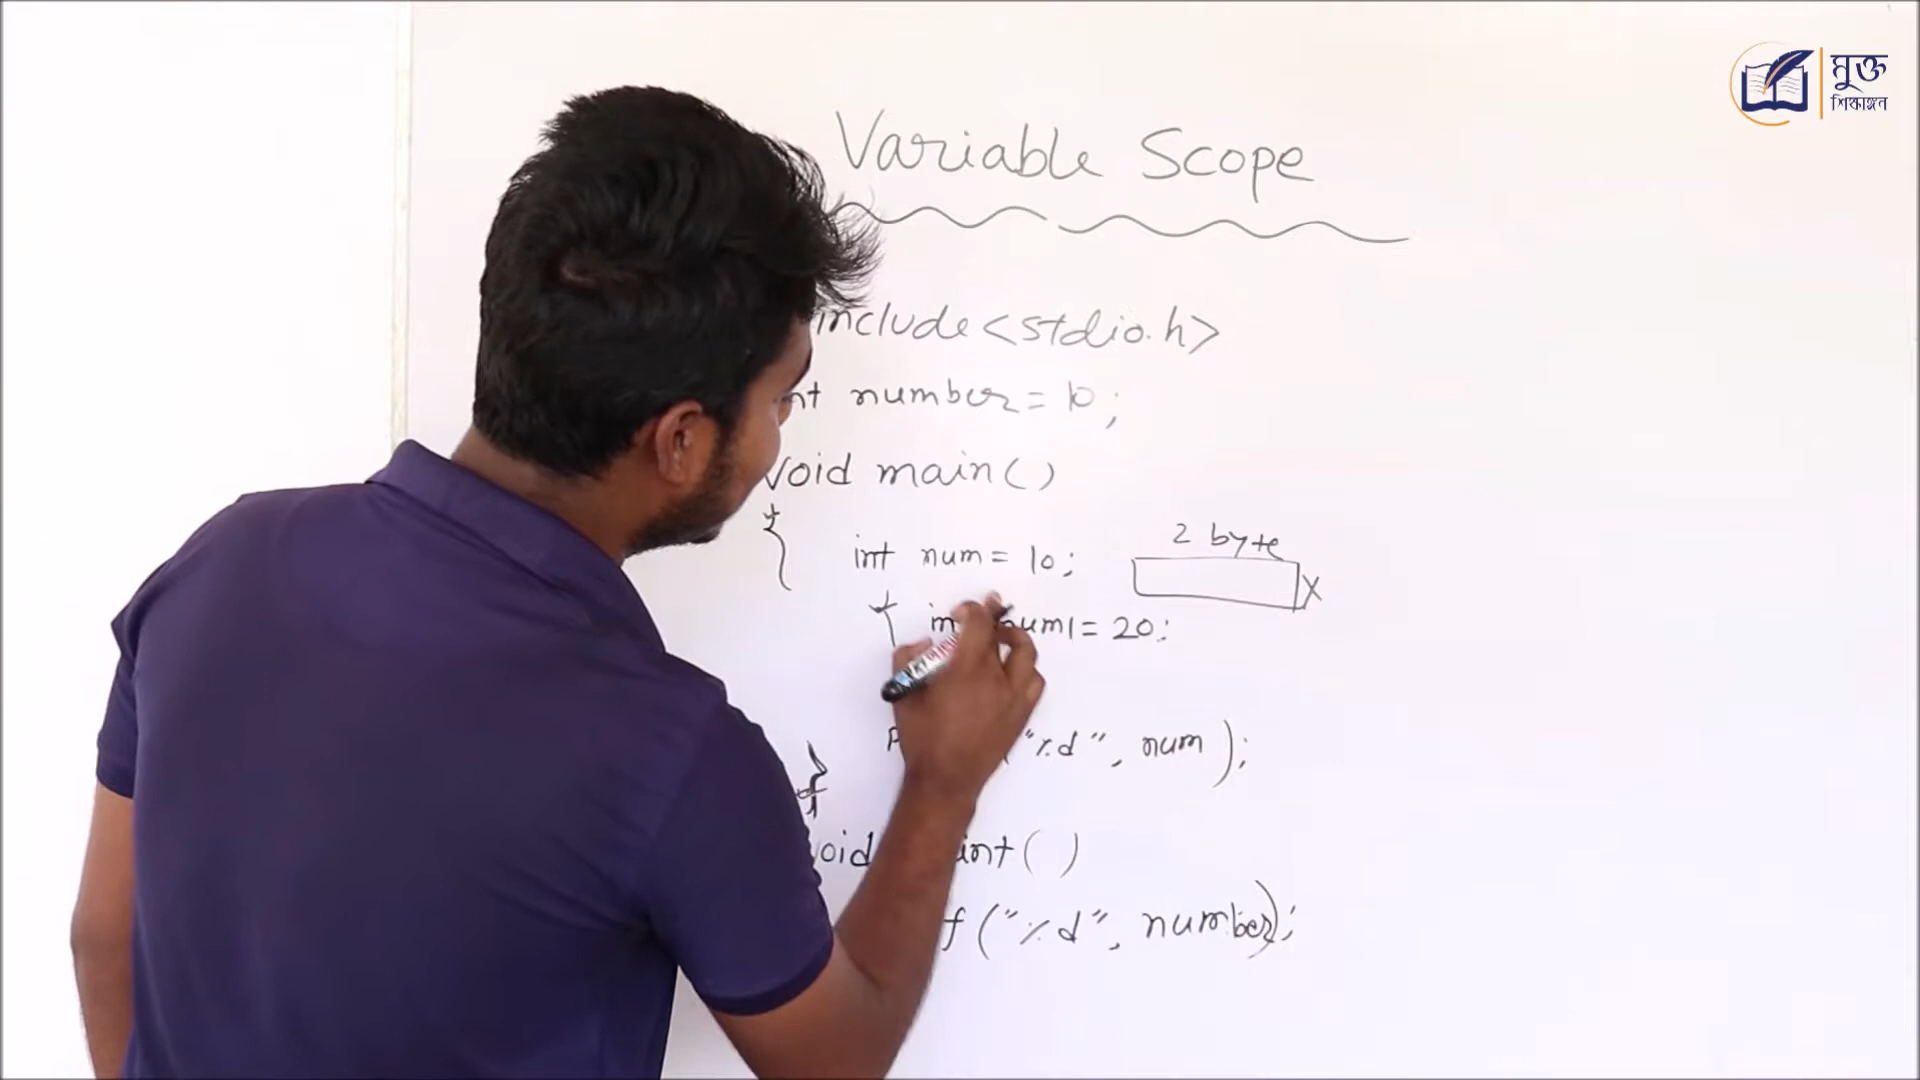 মুক্ত
শিক্ষাঙ্গন
Variable Scope
include<stdio.h>
number = 10;
void main()
{
int num = 10;
2 byte
X
{ num1 = 20;
"%d", num);
}
int( )
f("%d", number);